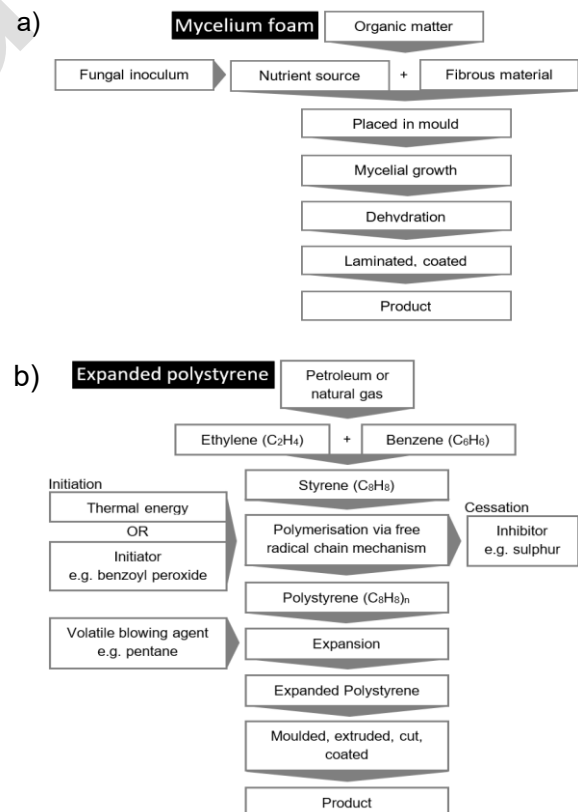 a)
Mycelium foam
Organic matter
Fungal inoculum
Nutrient source
+
Fibrous material
Placed in mould
Mycelial growth
Dehydration
Laminated, coated
Product
b)
Expanded polystyrene
Petroleum or
natural gas
Ethylene (C₂H₄)
+
Benzene (C₆H₆)
Styrene (C₈H₈)
Initiation
Thermal energy
OR
Initiator
e.g. benzoyl peroxide
Polymerisation via free
radical chain mechanism
Cessation
Inhibitor
e.g. sulphur
Polystyrene (C₈H₈)ₙ
Volatile blowing agent
e.g. pentane
Expansion
Expanded Polystyrene
Moulded, extruded, cut,
coated
Product